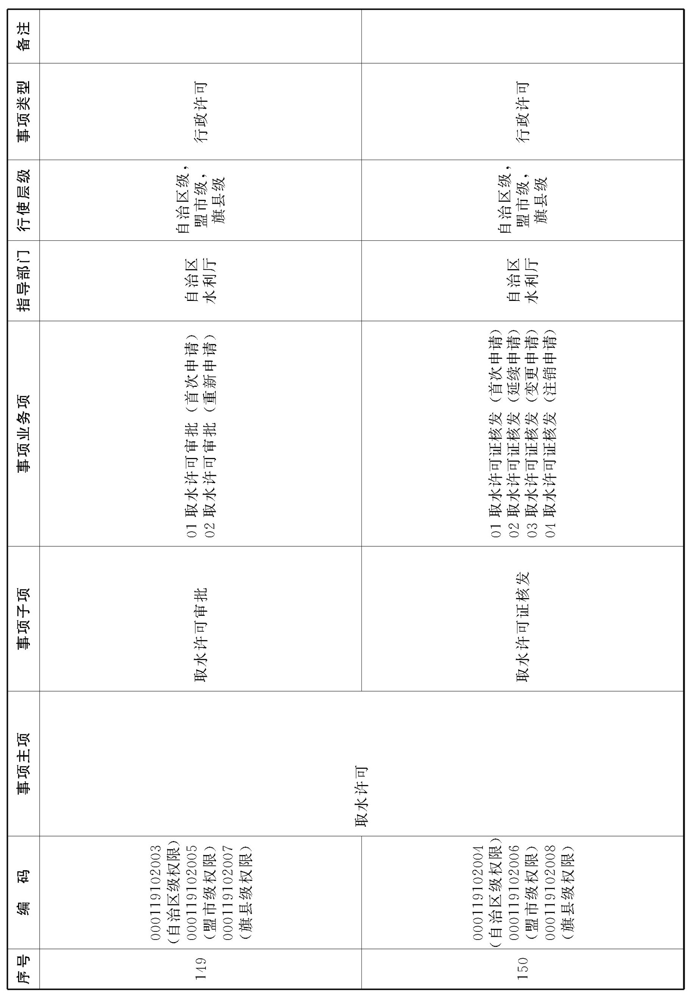 序号
编 码
事项主项
事项子项
事项业务项
指导部门
行使层级
事项类型
备注
149
000119102003
(自治区级权限)
000119102005
(盟市级权限)
000119102007
(旗县级权限)
取水许可
取水许可审批
01 取水许可审批（首次申请）
02 取水许可审批（重新申请）
自治区
水利厅
自治区级,
盟市级,
旗县级
行政许可
150
000119102004
(自治区级权限)
000119102006
(盟市级权限)
000119102008
(旗县级权限)
取水许可证核发
01 取水许可证核发（首次申请）
02 取水许可证核发（延续申请）
03 取水许可证核发（变更申请）
04 取水许可证核发（注销申请）
自治区
水利厅
自治区级,
盟市级,
旗县级
行政许可